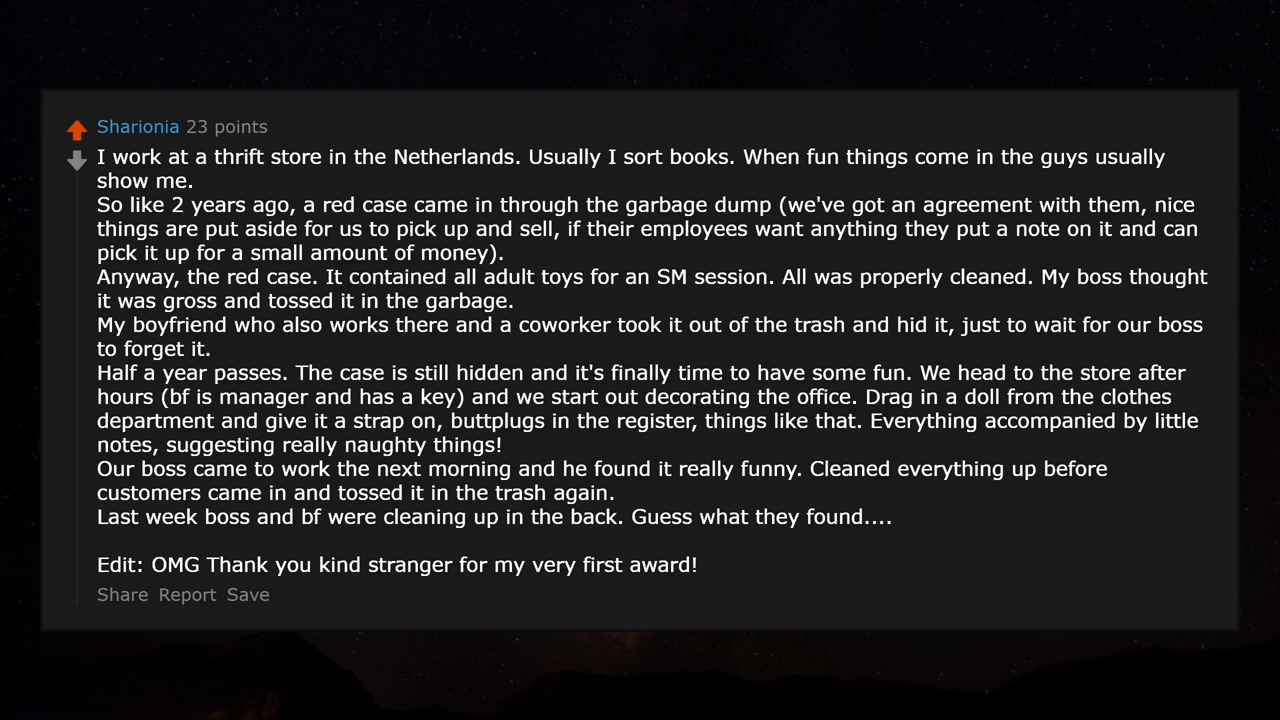 Sharionia 23 points
I work at a thrift store in the Netherlands. Usually I sort books. When fun things come in the guys usually
show me.
So like 2 years ago, a red case came in through the garbage dump (we've got an agreement with them, nice
things are put aside for us to pick up and sell, if their employees want anything they put a note on it and can
pick it up for a small amount of money).
Anyway, the red case. It contained all adult toys for an SM session. All was properly cleaned. My boss thought
it was gross and tossed it in the garbage.
My boyfriend who also works there and a coworker took it out of the trash and hid it, just to wait for our boss
to forget it.
Half a year passes. The case is still hidden and it's finally time to have some fun. We head to the store after
hours (bf is manager and has a key) and we start out decorating the office. Drag in a doll from the clothes
department and give it a strap on, buttplugs in the register, things like that. Everything accompanied by little
notes, suggesting really naughty things!
Our boss came to work the next morning and he found it really funny. Cleaned everything up before
customers came in and tossed it in the trash again.
Last week boss and bf were cleaning up in the back. Guess what they found....
Edit: OMG Thank you kind stranger for my very first award!
Share Report Save